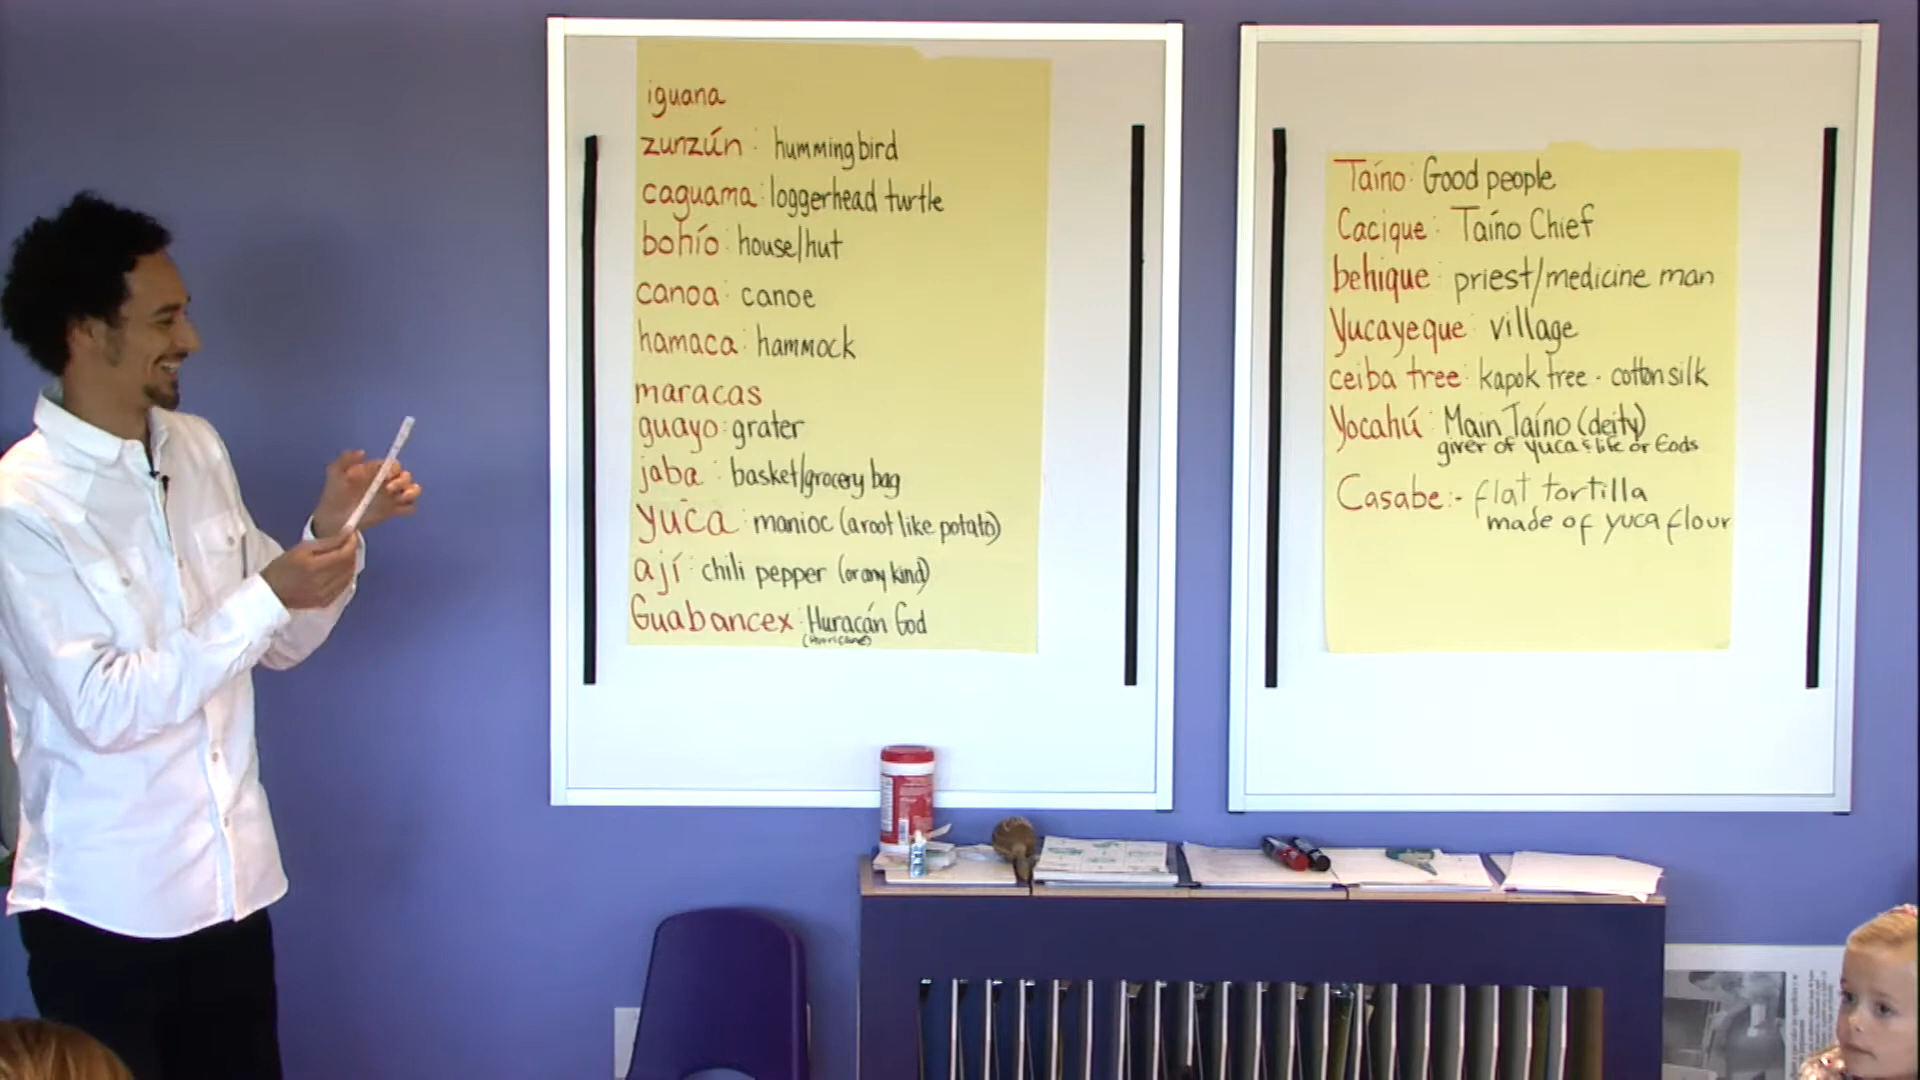 iguana
zunzún: hummingbird
caguama: loggerhead turtle
bohío: house/hut
canoa: canoe
hamaca: hammock
maracas
guayo: grater
jaba: basket/grocery bag
yuca: manioc (a root like potato)
ají: chili pepper (or any kind)
Guabancex: Huracán God
(Hurricane)
Taíno: Good people
Cacique: Taíno Chief
behique: priest/medicine man
Yucayeque: village
ceiba tree: kapok tree - cotton silk
Yocahú: Main Taíno (deity)
giver of yuca & life or Gods
Casabe:- flat tortilla
made of yuca flour